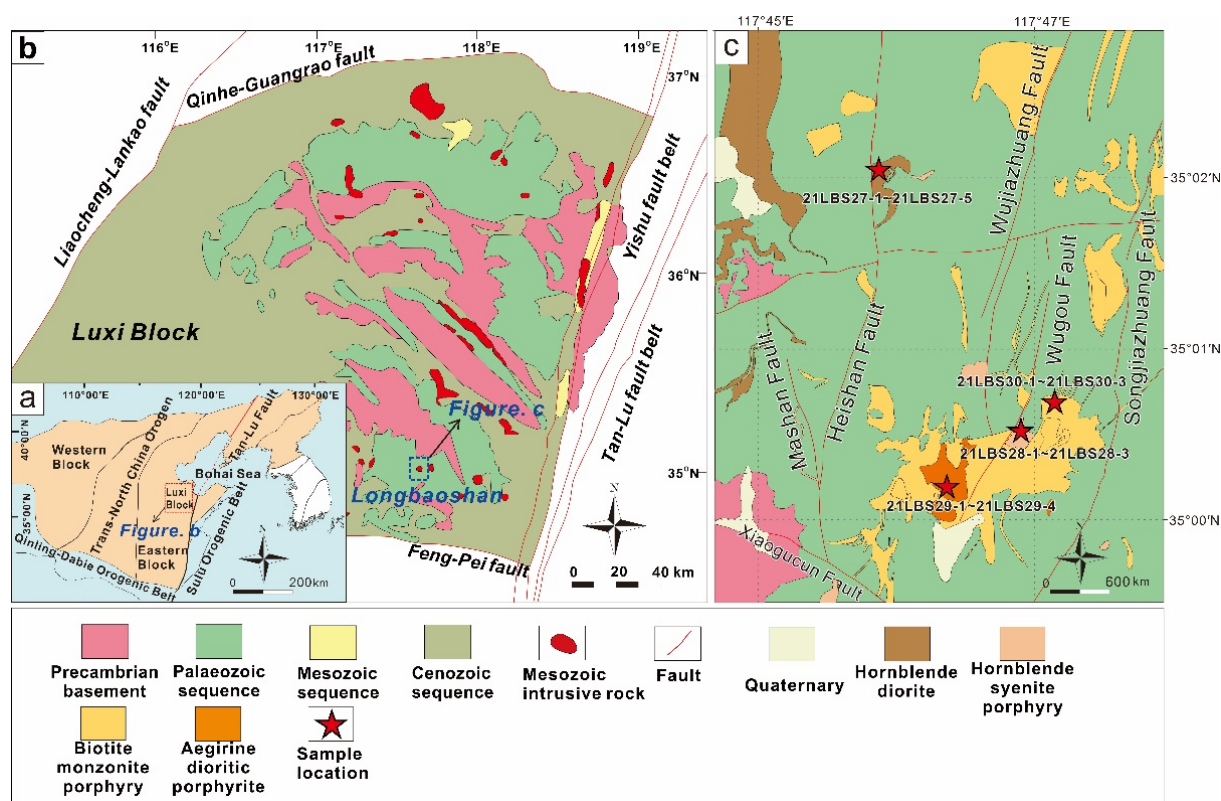 b
116°E
117°E
118°E
119°E
37°N
36°N
35°N
Qinhe-Guangrao fault
Liaocheng-Lankao fault
Yishu fault belt
Tan-Lu fault belt
Luxi Block
Figure. c
Longbaoshan
Feng-Pei fault
0 20 40 km
a
110°00′E
120°00′E
130°00′E
40°00′N
35°00′N
Western
Block
Trans-North China Orogen
Tan-Lu Fault
Bohai Sea
Luxi
Block
Figure. b
Eastern
Block
Sulu Orogenic Belt
Qinling-Dabie Orogenic Belt
0 200km
c
117°45′E
117°47′E
35°02′N
35°01′N
35°00′N
21LBS27-1~21LBS27-5
Wujiazhuang Fault
Wugou Fault
Songjiazhuang Fault
Mashan Fault
Heishan Fault
21LBS30-1~21LBS30-3
21LBS28-1~21LBS28-3
21LBS29-1~21LBS29-4
Xiaogucun Fault
0 600 km
Precambrian
basement
Palaeozoic
sequence
Mesozoic
sequence
Cenozoic
sequence
Mesozoic
intrusive rock
Fault
Quaternary
Hornblende
diorite
Hornblende
syenite
porphyry
Biotite
monzonite
porphyry
Aegirine
dioritic
porphyrite
Sample
location